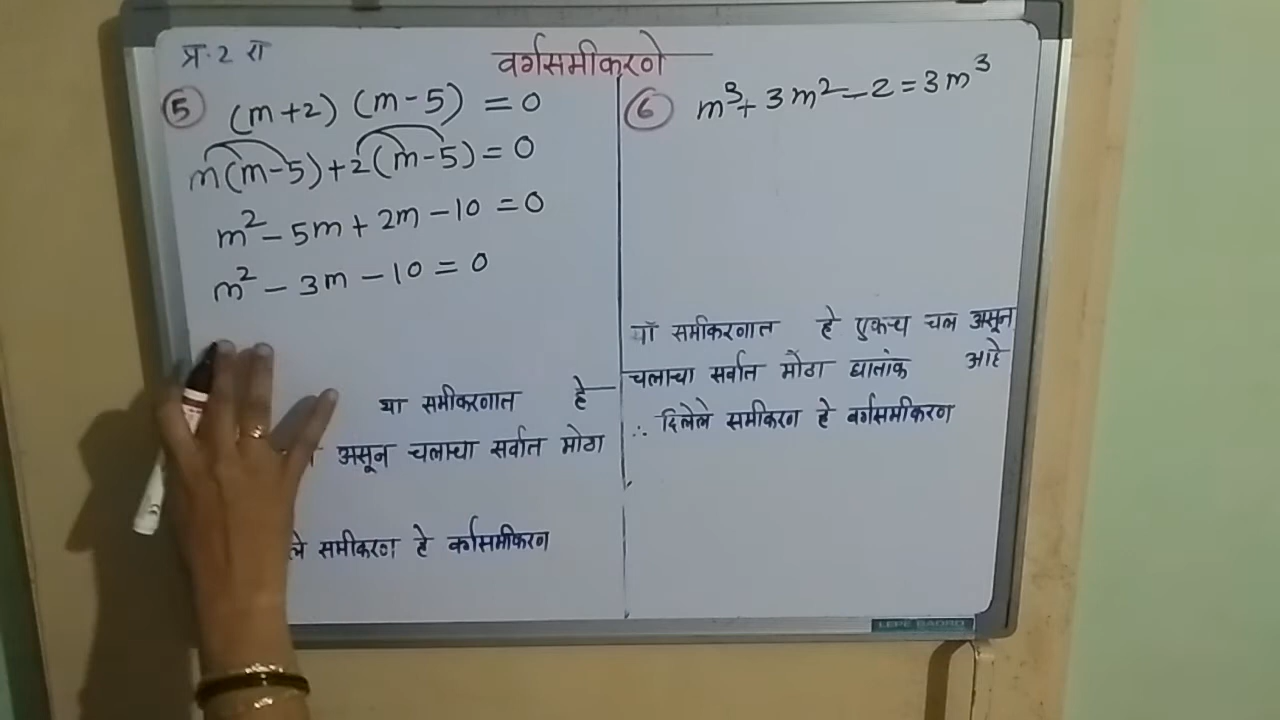 प्र. 2 रा
वर्गसमीकरणे
5 (m+2) (m-5) = 0
m(m-5)+2(m-5) = 0
m²-5m+2m-10 = 0
m²-3m-10 = 0
या समीकरणात हे
असून चलाचा सर्वात मोठा
समीकरण हे वर्गसमीकरण
6 m³+3m²-2=3m³
या समीकरणात हे एकच चल असून
चलाचा सर्वात मोठा घातांक आहे
∴ दिलेले समीकरण हे वर्गसमीकरण